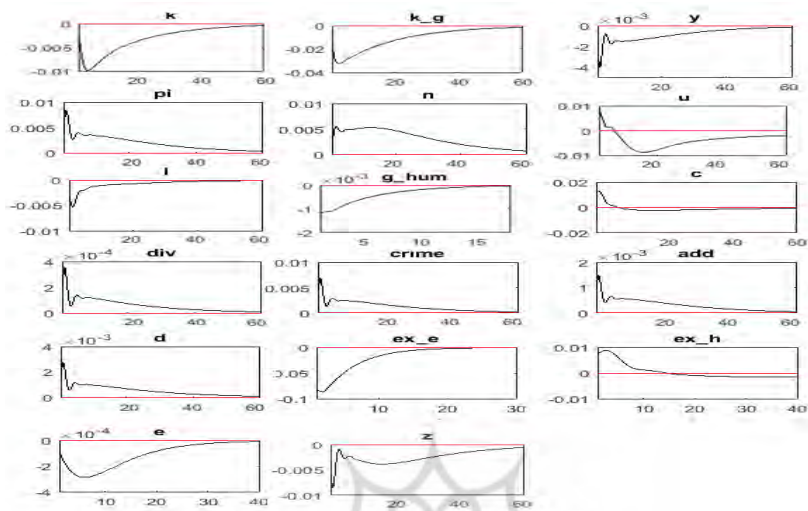 k
0
-0.005
-0.01
20 40 60
k_g
0
-0.02
-0.04
20 40 60
y
×10⁻³
0
-2
-4
20 40 60
pi
0.01
0.005
0
20 40 60
n
0.01
0.005
0
20 40 60
u
0.01
0
-0.01
20 40 60
i
0
-0.005
-0.01
20 40 60
g_hum
×10⁻³
0
-1
-2
5 10 15
c
0.02
0
-0.02
20 40 60
div
×10⁻⁴
4
2
0
20 40 60
crime
0.01
0.005
0
20 40 60
add
×10⁻³
2
1
0
20 40 60
d
×10⁻³
4
2
0
20 40 60
ex_e
0
-0.05
-0.1
10 20 30
ex_h
0.01
0
-0.01
10 20 30 40
e
×10⁻⁴
0
-2
-4
10 20 30 40
z
0
-0.005
-0.01
20 40 60